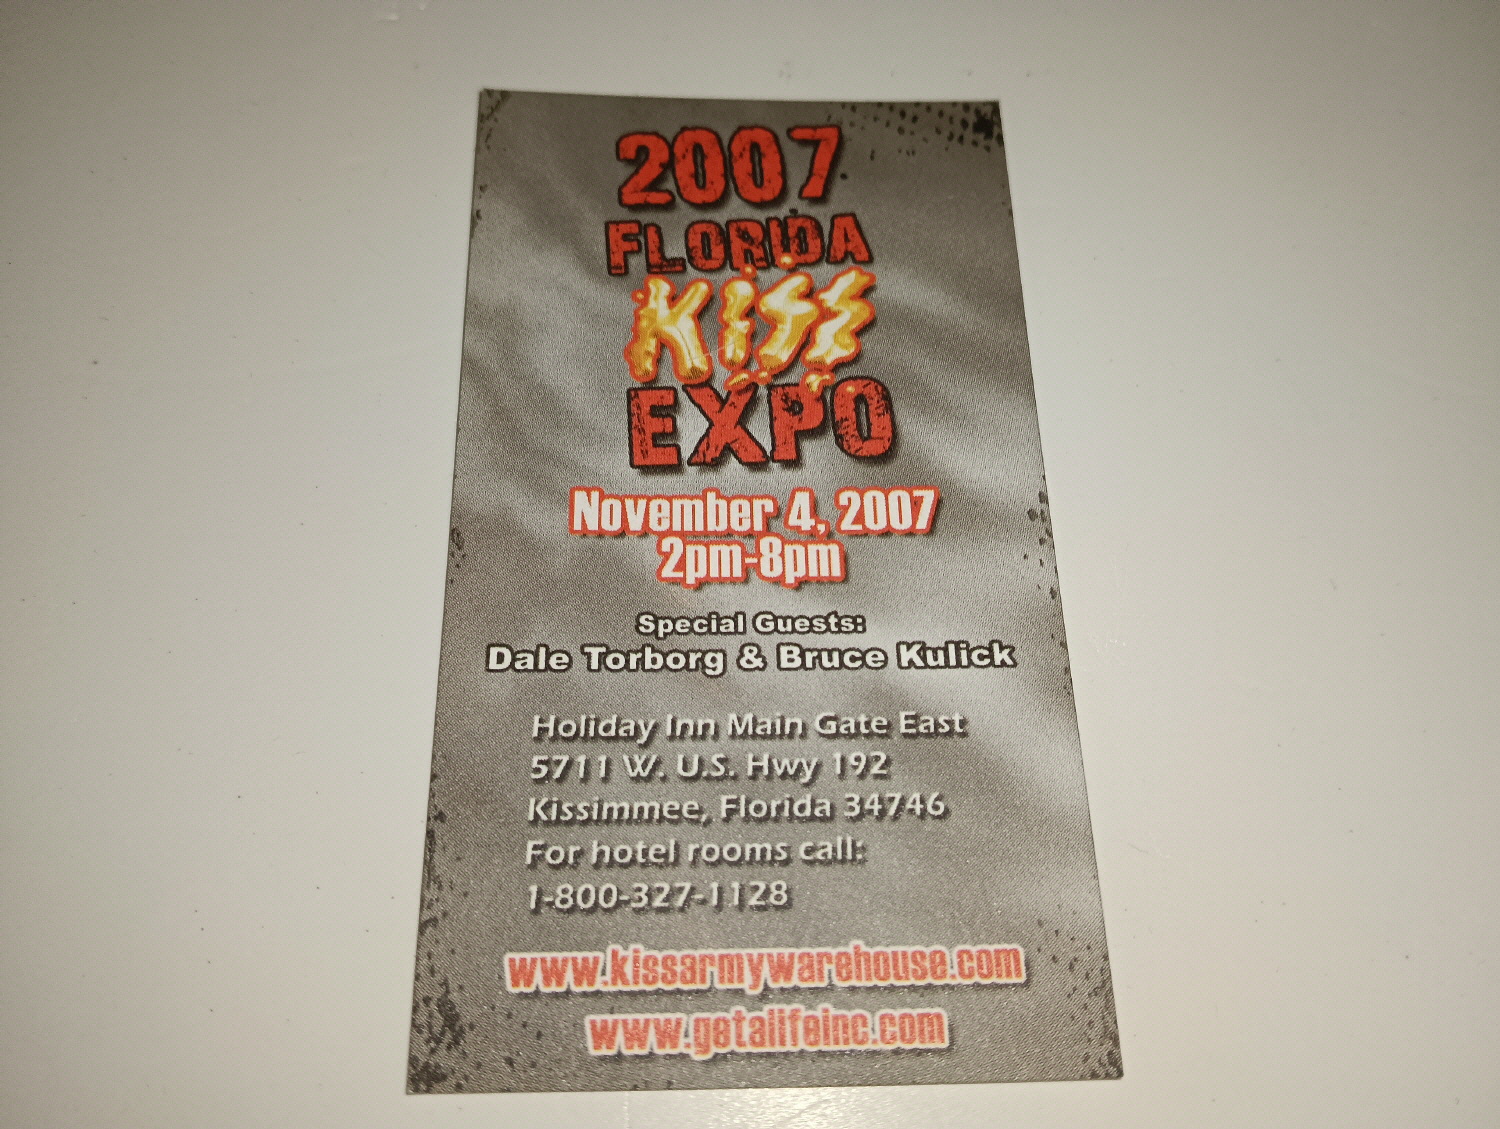 2007
FLORIDA
KISS
EXPO
November 4, 2007
2pm-8pm
Special Guests:
Dale Torborg & Bruce Kulick
Holiday Inn Main Gate East
5711 W. U.S. Hwy 192
Kissimmee, Florida 34746
For hotel rooms call:
1-800-327-1128
www.kissarmywarehouse.com
www.getalifeinc.com